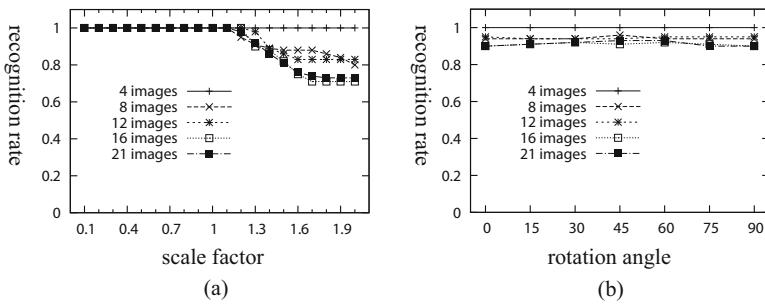 recognition rate
1
0.8
0.6
0.4
0.2
0
4 images
8 images
12 images
16 images
21 images
0.1 0.4 0.7 1 1.3 1.6 1.9
scale factor
(a)
recognition rate
1
0.8
0.6
0.4
0.2
0
4 images
8 images
12 images
16 images
21 images
0 15 30 45 60 75 90
rotation angle
(b)